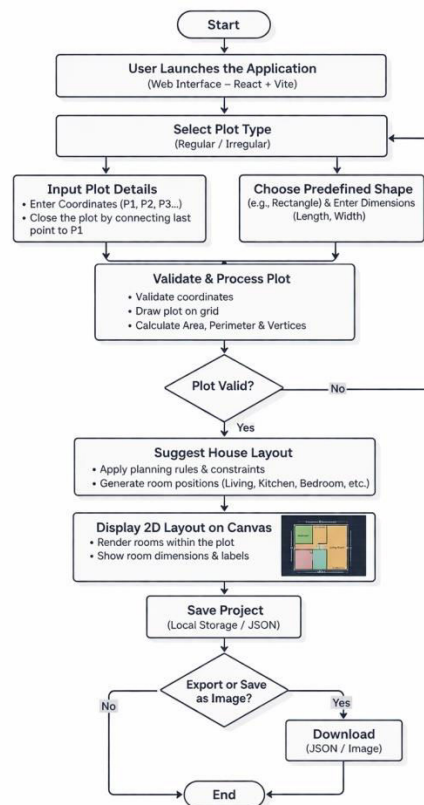 Start
User Launches the Application
(Web Interface – React + Vite)
Select Plot Type
(Regular / Irregular)
Input Plot Details
• Enter Coordinates (P1, P2, P3...)
• Close the plot by connecting last
point to P1
Choose Predefined Shape
(e.g., Rectangle) & Enter Dimensions
(Length, Width)
Validate & Process Plot
• Validate coordinates
• Draw plot on grid
• Calculate Area, Perimeter & Vertices
Plot Valid?
No
Yes
Suggest House Layout
• Apply planning rules & constraints
• Generate room positions (Living, Kitchen, Bedroom, etc.)
Display 2D Layout on Canvas
• Render rooms within the plot
• Show room dimensions & labels
Save Project
(Local Storage / JSON)
Export or Save
as Image?
No
Yes
Download
(JSON / Image)
End